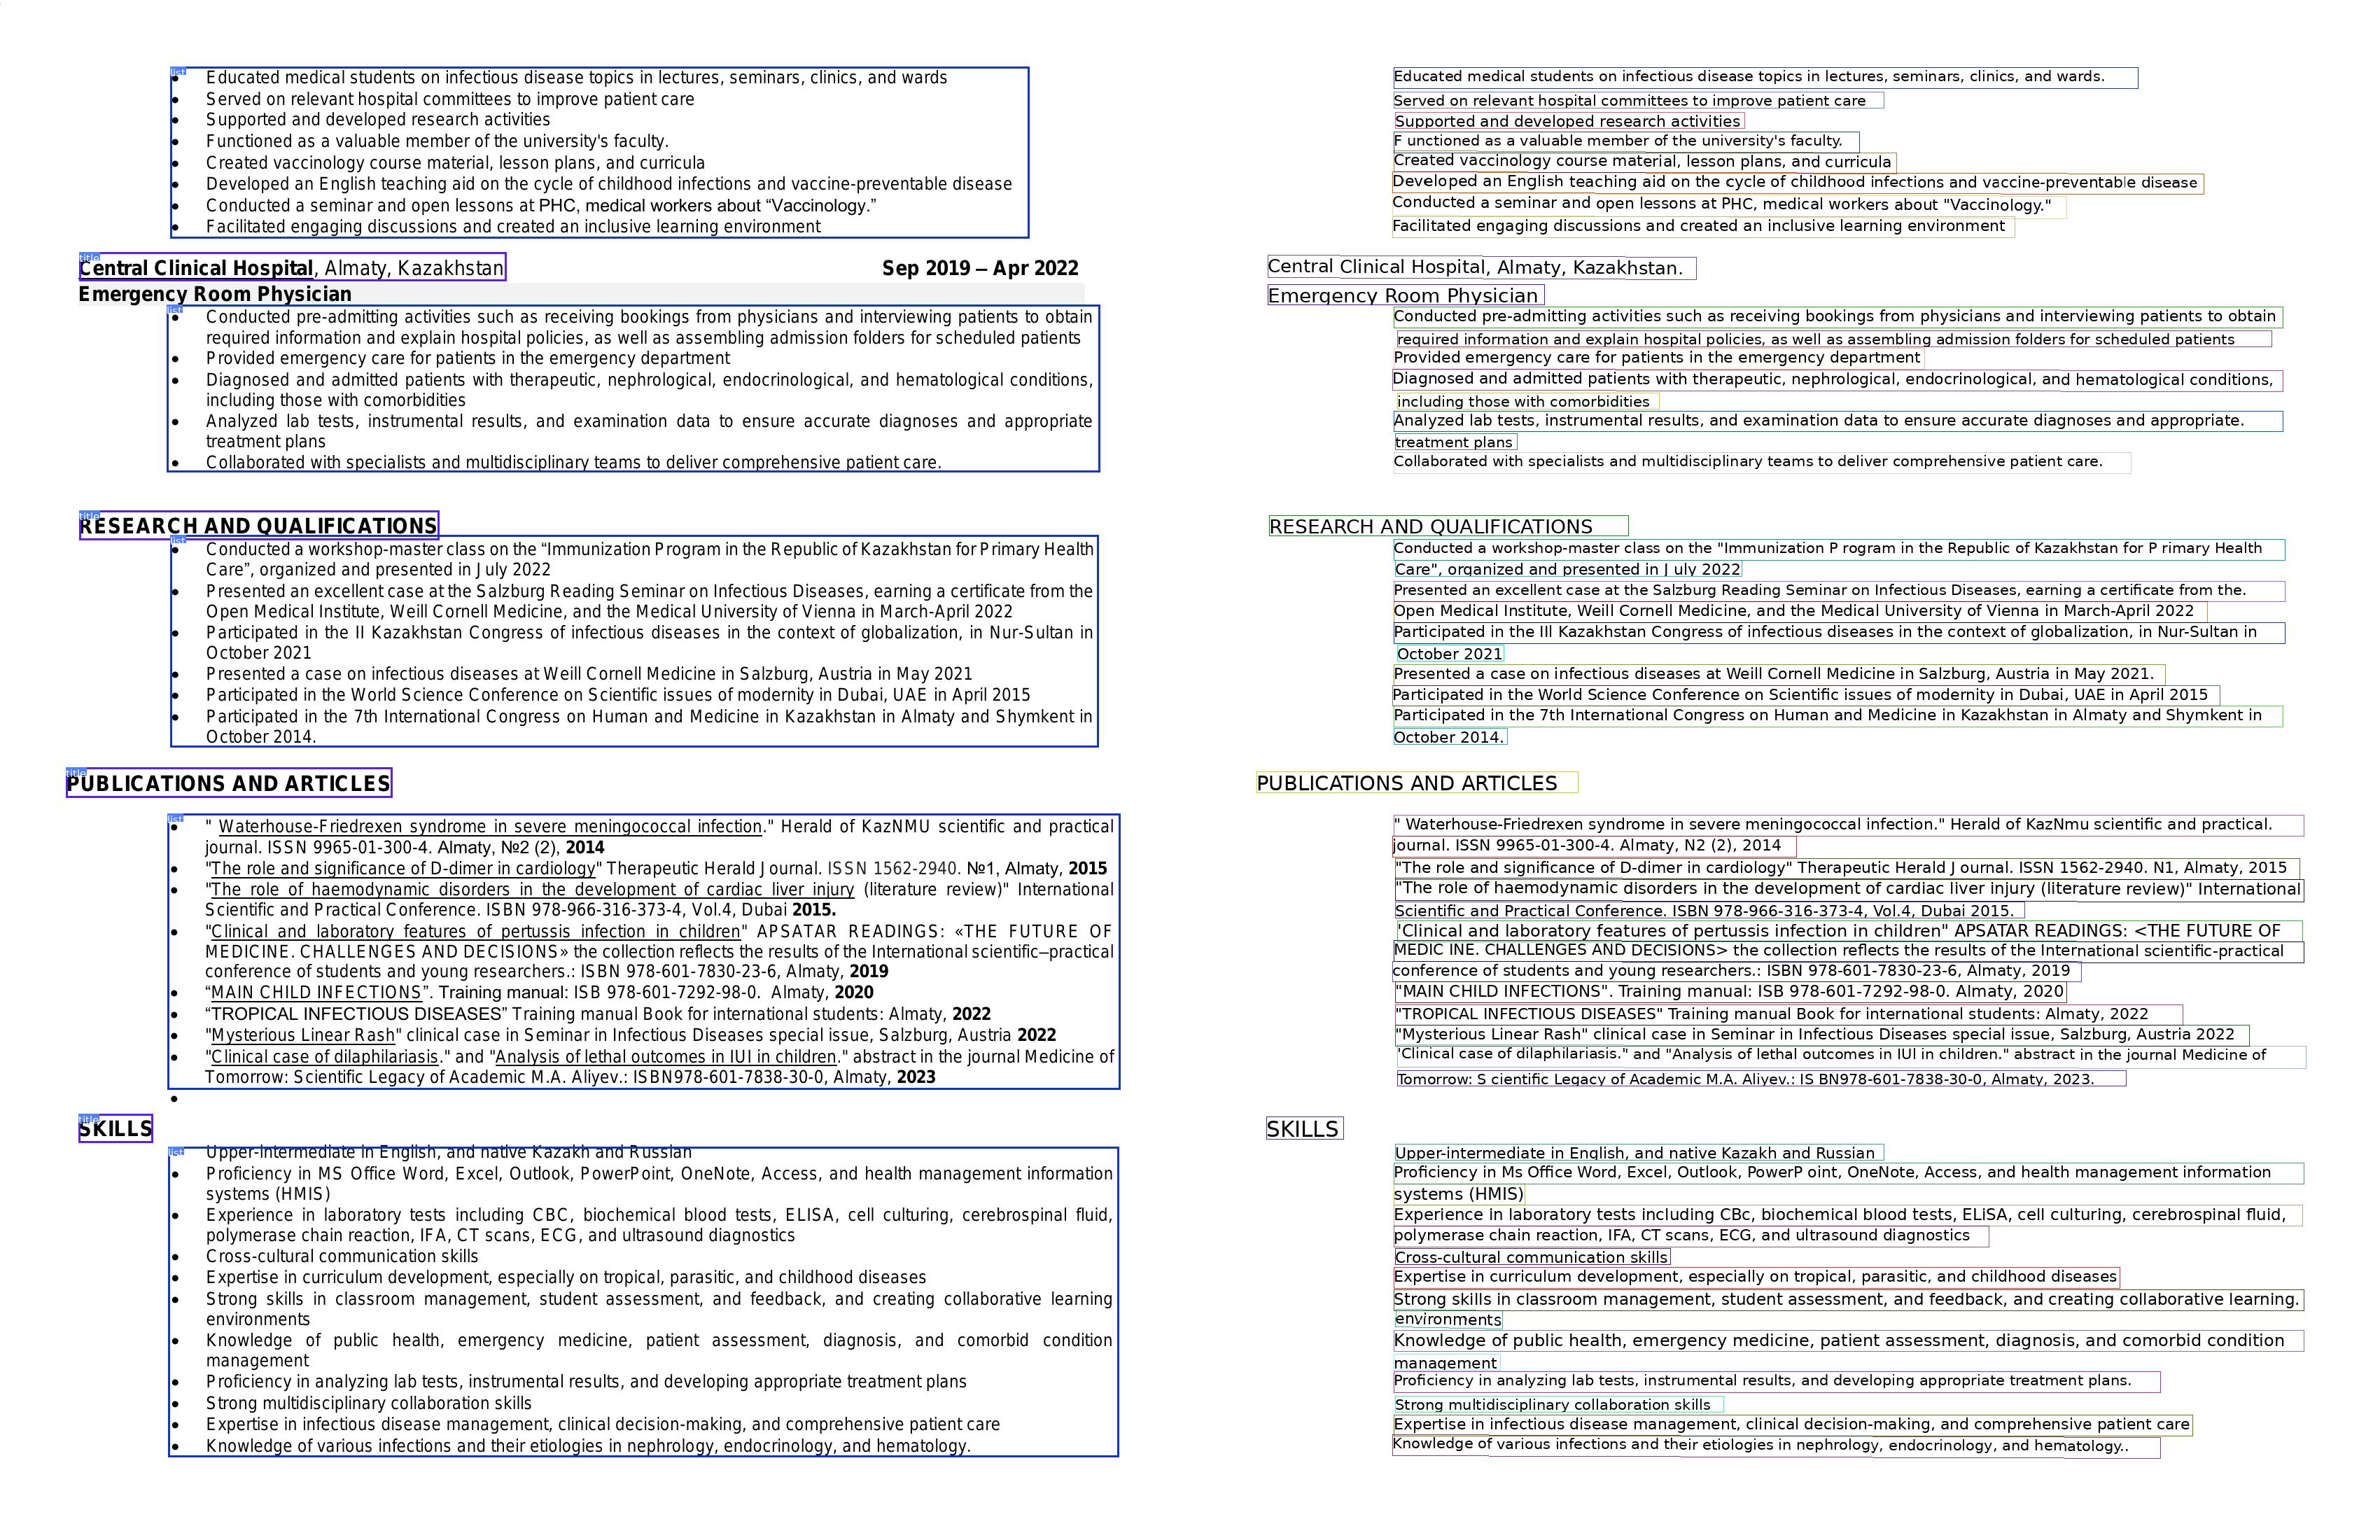 list
• Educated medical students on infectious disease topics in lectures, seminars, clinics, and wards
• Served on relevant hospital committees to improve patient care
• Supported and developed research activities
• Functioned as a valuable member of the university's faculty.
• Created vaccinology course material, lesson plans, and curricula
• Developed an English teaching aid on the cycle of childhood infections and vaccine-preventable disease
• Conducted a seminar and open lessons at PHC, medical workers about “Vaccinology.”
• Facilitated engaging discussions and created an inclusive learning environment
title
Central Clinical Hospital, Almaty, Kazakhstan Sep 2019 – Apr 2022
Emergency Room Physician
list
• Conducted pre-admitting activities such as receiving bookings from physicians and interviewing patients to obtain
required information and explain hospital policies, as well as assembling admission folders for scheduled patients
• Provided emergency care for patients in the emergency department
• Diagnosed and admitted patients with therapeutic, nephrological, endocrinological, and hematological conditions,
including those with comorbidities
• Analyzed lab tests, instrumental results, and examination data to ensure accurate diagnoses and appropriate
treatment plans
• Collaborated with specialists and multidisciplinary teams to deliver comprehensive patient care.
title
RESEARCH AND QUALIFICATIONS
list
• Conducted a workshop-master class on the “Immunization Program in the Republic of Kazakhstan for Primary Health
Care”, organized and presented in July 2022
• Presented an excellent case at the Salzburg Reading Seminar on Infectious Diseases, earning a certificate from the
Open Medical Institute, Weill Cornell Medicine, and the Medical University of Vienna in March-April 2022
• Participated in the II Kazakhstan Congress of infectious diseases in the context of globalization, in Nur-Sultan in
October 2021
• Presented a case on infectious diseases at Weill Cornell Medicine in Salzburg, Austria in May 2021
• Participated in the World Science Conference on Scientific issues of modernity in Dubai, UAE in April 2015
• Participated in the 7th International Congress on Human and Medicine in Kazakhstan in Almaty and Shymkent in
October 2014.
title
PUBLICATIONS AND ARTICLES
list
• " Waterhouse-Friedrexen syndrome in severe meningococcal infection." Herald of KazNMU scientific and practical
journal. ISSN 9965-01-300-4. Almaty, №2 (2), 2014
• "The role and significance of D-dimer in cardiology" Therapeutic Herald Journal. ISSN 1562-2940. №1, Almaty, 2015
• "The role of haemodynamic disorders in the development of cardiac liver injury (literature review)" International
Scientific and Practical Conference. ISBN 978-966-316-373-4, Vol.4, Dubai 2015.
• "Clinical and laboratory features of pertussis infection in children" APSATAR READINGS: «THE FUTURE OF
MEDICINE. CHALLENGES AND DECISIONS» the collection reflects the results of the International scientific–practical
conference of students and young researchers.: ISBN 978-601-7830-23-6, Almaty, 2019
• “MAIN CHILD INFECTIONS”. Training manual: ISB 978-601-7292-98-0. Almaty, 2020
• “TROPICAL INFECTIOUS DISEASES” Training manual Book for international students: Almaty, 2022
• "Mysterious Linear Rash" clinical case in Seminar in Infectious Diseases special issue, Salzburg, Austria 2022
• "Clinical case of dilaphilariasis." and "Analysis of lethal outcomes in IUI in children." abstract in the journal Medicine of
Tomorrow: Scientific Legacy of Academic M.A. Aliyev.: ISBN978-601-7838-30-0, Almaty, 2023
•
title
SKILLS
list
Upper-intermediate in English, and native Kazakh and Russian
• Proficiency in MS Office Word, Excel, Outlook, PowerPoint, OneNote, Access, and health management information
systems (HMIS)
• Experience in laboratory tests including CBC, biochemical blood tests, ELISA, cell culturing, cerebrospinal fluid,
polymerase chain reaction, IFA, CT scans, ECG, and ultrasound diagnostics
• Cross-cultural communication skills
• Expertise in curriculum development, especially on tropical, parasitic, and childhood diseases
• Strong skills in classroom management, student assessment, and feedback, and creating collaborative learning
environments
• Knowledge of public health, emergency medicine, patient assessment, diagnosis, and comorbid condition
management
• Proficiency in analyzing lab tests, instrumental results, and developing appropriate treatment plans
• Strong multidisciplinary collaboration skills
• Expertise in infectious disease management, clinical decision-making, and comprehensive patient care
• Knowledge of various infections and their etiologies in nephrology, endocrinology, and hematology.
Educated medical students on infectious disease topics in lectures, seminars, clinics, and wards.
Served on relevant hospital committees to improve patient care
Supported and developed research activities
F unctioned as a valuable member of the university's faculty.
Created vaccinology course material, lesson plans, and curricula
Developed an English teaching aid on the cycle of childhood infections and vaccine-preventable disease
Conducted a seminar and open lessons at PHC, medical workers about "Vaccinology."
Facilitated engaging discussions and created an inclusive learning environment
Central Clinical Hospital, Almaty, Kazakhstan.
Emergency Room Physician
Conducted pre-admitting activities such as receiving bookings from physicians and interviewing patients to obtain
required information and explain hospital policies, as well as assembling admission folders for scheduled patients
Provided emergency care for patients in the emergency department
Diagnosed and admitted patients with therapeutic, nephrological, endocrinological, and hematological conditions,
including those with comorbidities
Analyzed lab tests, instrumental results, and examination data to ensure accurate diagnoses and appropriate.
treatment plans
Collaborated with specialists and multidisciplinary teams to deliver comprehensive patient care.
RESEARCH AND QUALIFICATIONS
Conducted a workshop-master class on the "Immunization P rogram in the Republic of Kazakhstan for P rimary Health
Care", organized and presented in J uly 2022
Presented an excellent case at the Salzburg Reading Seminar on Infectious Diseases, earning a certificate from the.
Open Medical Institute, Weill Cornell Medicine, and the Medical University of Vienna in March-April 2022
Participated in the IIl Kazakhstan Congress of infectious diseases in the context of globalization, in Nur-Sultan in
October 2021
Presented a case on infectious diseases at Weill Cornell Medicine in Salzburg, Austria in May 2021.
Participated in the World Science Conference on Scientific issues of modernity in Dubai, UAE in April 2015
Participated in the 7th International Congress on Human and Medicine in Kazakhstan in Almaty and Shymkent in
October 2014.
PUBLICATIONS AND ARTICLES
" Waterhouse-Friedrexen syndrome in severe meningococcal infection." Herald of KazNmu scientific and practical.
journal. ISSN 9965-01-300-4. Almaty, N2 (2), 2014
"The role and significance of D-dimer in cardiology" Therapeutic Herald J ournal. ISSN 1562-2940. N1, Almaty, 2015
"The role of haemodynamic disorders in the development of cardiac liver injury (literature review)" International
Scientific and Practical Conference. ISBN 978-966-316-373-4, Vol.4, Dubai 2015.
'Clinical and laboratory features of pertussis infection in children" APSATAR READINGS: <THE FUTURE OF
MEDIC INE. CHALLENGES AND DECISIONS> the collection reflects the results of the International scientific-practical
conference of students and young researchers.: ISBN 978-601-7830-23-6, Almaty, 2019
"MAIN CHILD INFECTIONS". Training manual: ISB 978-601-7292-98-0. Almaty, 2020
"TROPICAL INFECTIOUS DISEASES" Training manual Book for international students: Almaty, 2022
"Mysterious Linear Rash" clinical case in Seminar in Infectious Diseases special issue, Salzburg, Austria 2022
'Clinical case of dilaphilariasis." and "Analysis of lethal outcomes in IUI in children." abstract in the journal Medicine of
Tomorrow: S cientific Legacy of Academic M.A. Aliyev.: IS BN978-601-7838-30-0, Almaty, 2023.
SKILLS
Upper-intermediate in English, and native Kazakh and Russian
Proficiency in Ms Office Word, Excel, Outlook, PowerP oint, OneNote, Access, and health management information
systems (HMIS)
Experience in laboratory tests including CBc, biochemical blood tests, ELiSA, cell culturing, cerebrospinal fluid,
polymerase chain reaction, IFA, CT scans, ECG, and ultrasound diagnostics
Cross-cultural communication skills
Expertise in curriculum development, especially on tropical, parasitic, and childhood diseases
Strong skills in classroom management, student assessment, and feedback, and creating collaborative learning.
environments
Knowledge of public health, emergency medicine, patient assessment, diagnosis, and comorbid condition
management
Proficiency in analyzing lab tests, instrumental results, and developing appropriate treatment plans.
Strong multidisciplinary collaboration skills
Expertise in infectious disease management, clinical decision-making, and comprehensive patient care
Knowledge of various infections and their etiologies in nephrology, endocrinology, and hematology..